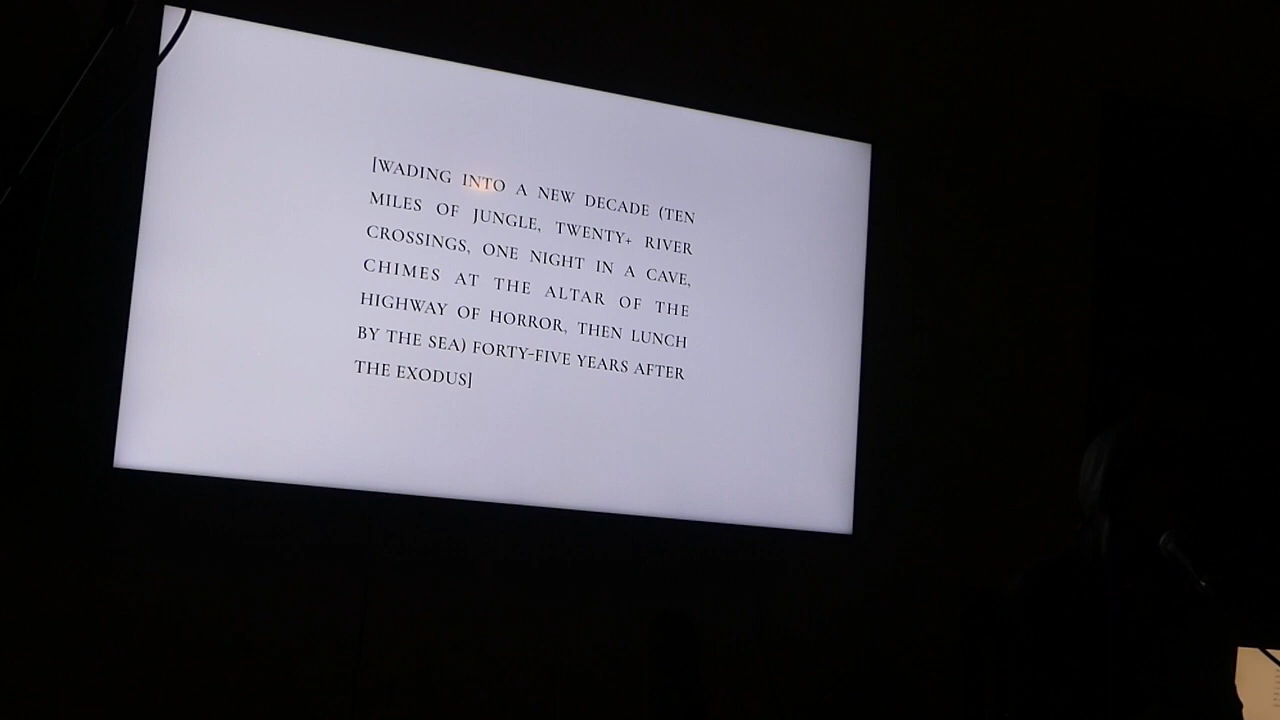 [WADING INTO A NEW DECADE (TEN
MILES OF JUNGLE, TWENTY+ RIVER
CROSSINGS, ONE NIGHT IN A CAVE,
CHIMES AT THE ALTAR OF THE
HIGHWAY OF HORROR, THEN LUNCH
BY THE SEA) FORTY-FIVE YEARS AFTER
THE EXODUS]